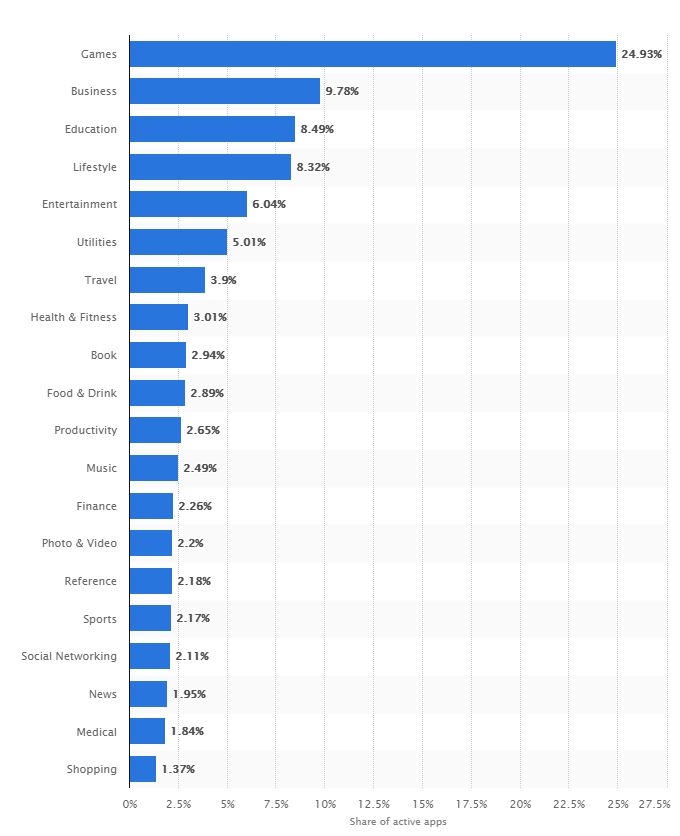 Games 24.93%
Business 9.78%
Education 8.49%
Lifestyle 8.32%
Entertainment 6.04%
Utilities 5.01%
Travel 3.9%
Health & Fitness 3.01%
Book 2.94%
Food & Drink 2.89%
Productivity 2.65%
Music 2.49%
Finance 2.26%
Photo & Video 2.2%
Reference 2.18%
Sports 2.17%
Social Networking 2.11%
News 1.95%
Medical 1.84%
Shopping 1.37%
0% 2.5% 5% 7.5% 10% 12.5% 15% 17.5% 20% 22.5% 25% 27.5%
Share of active apps